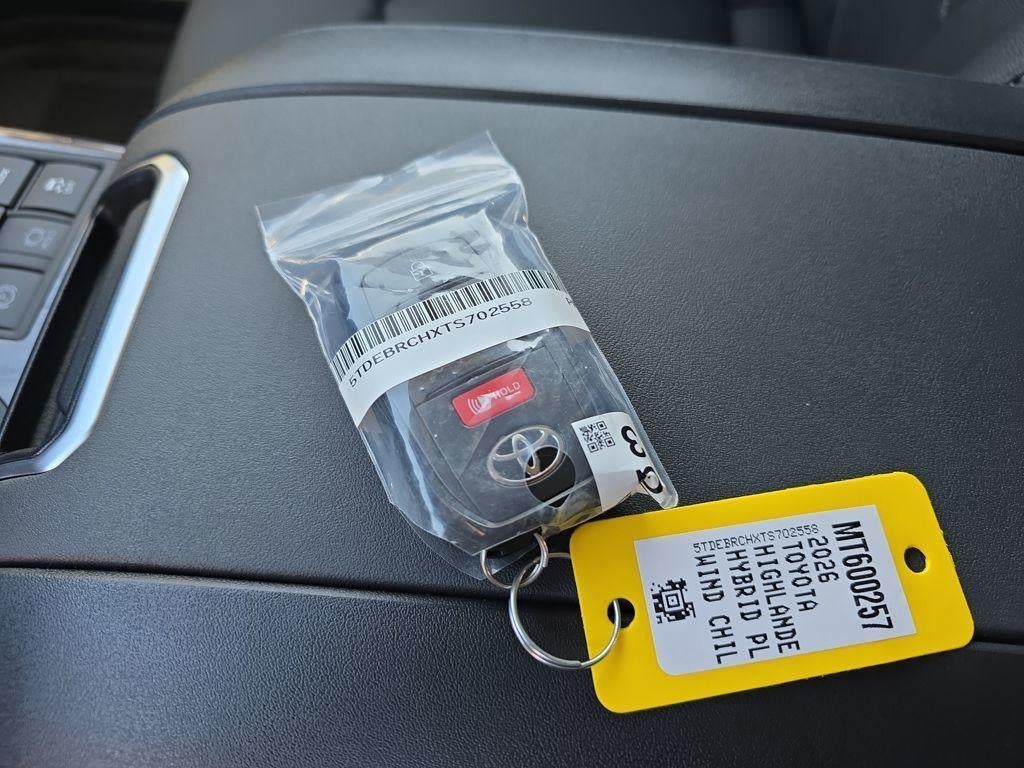 5TDEBRCHXTS702558
HOLD
MT600257
5TDEBRCHXTS702558
2026
TOYOTA
HIGHLANDE
HYBRID PL
WIND CHIL